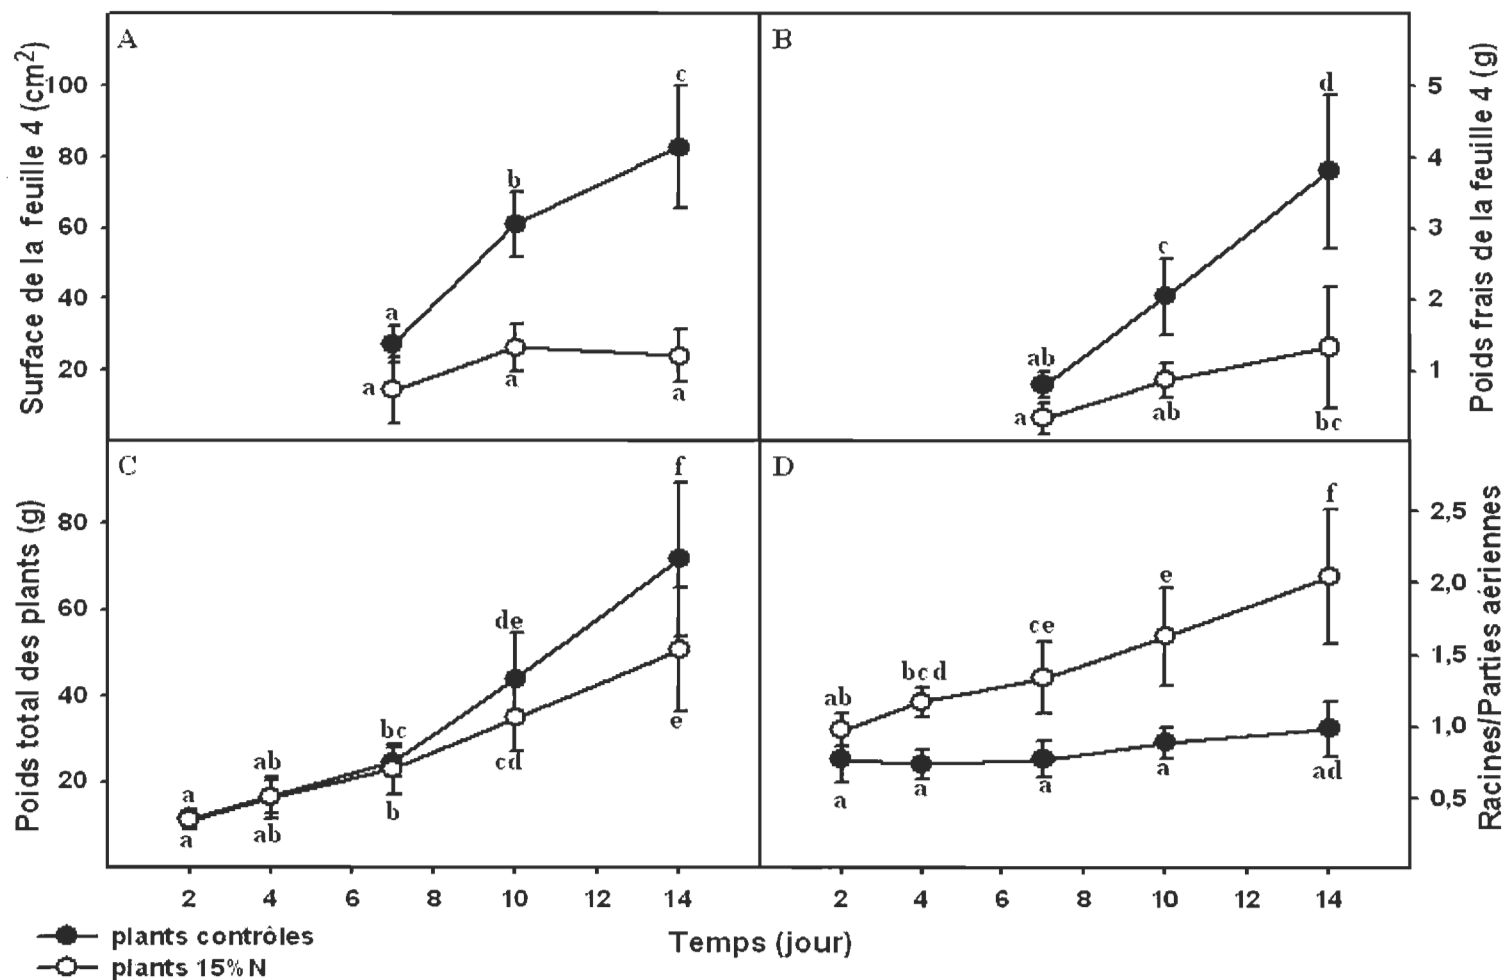 A
B
Surface de la feuille 4 (cm2)
100
80
60
40
20
a
b
c
a
a
a
Poids frais de la feuille 4 (g)
5
4
3
2
1
ab
c
d
a
ab
bc
C
D
Poids total des plants (g)
80
60
40
20
a
ab
bc
de
f
a
ab
b
cd
e
Racines/Parties aériennes
2,5
2,0
1,5
1,0
0,5
ab
bcd
ce
e
f
a
a
a
a
ad
2 4 6 8 10 12 14
2 4 6 8 10 12 14
Temps (jour)
plants contrôles
plants 15% N